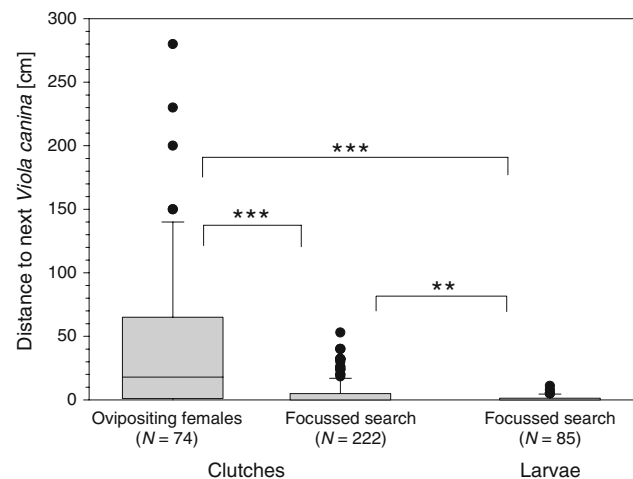 Distance to next Viola canina [cm]
300
250
200
150
100
50
0
***
***
**
Ovipositing females
(N = 74)
Focussed search
(N = 222)
Focussed search
(N = 85)
Clutches
Larvae